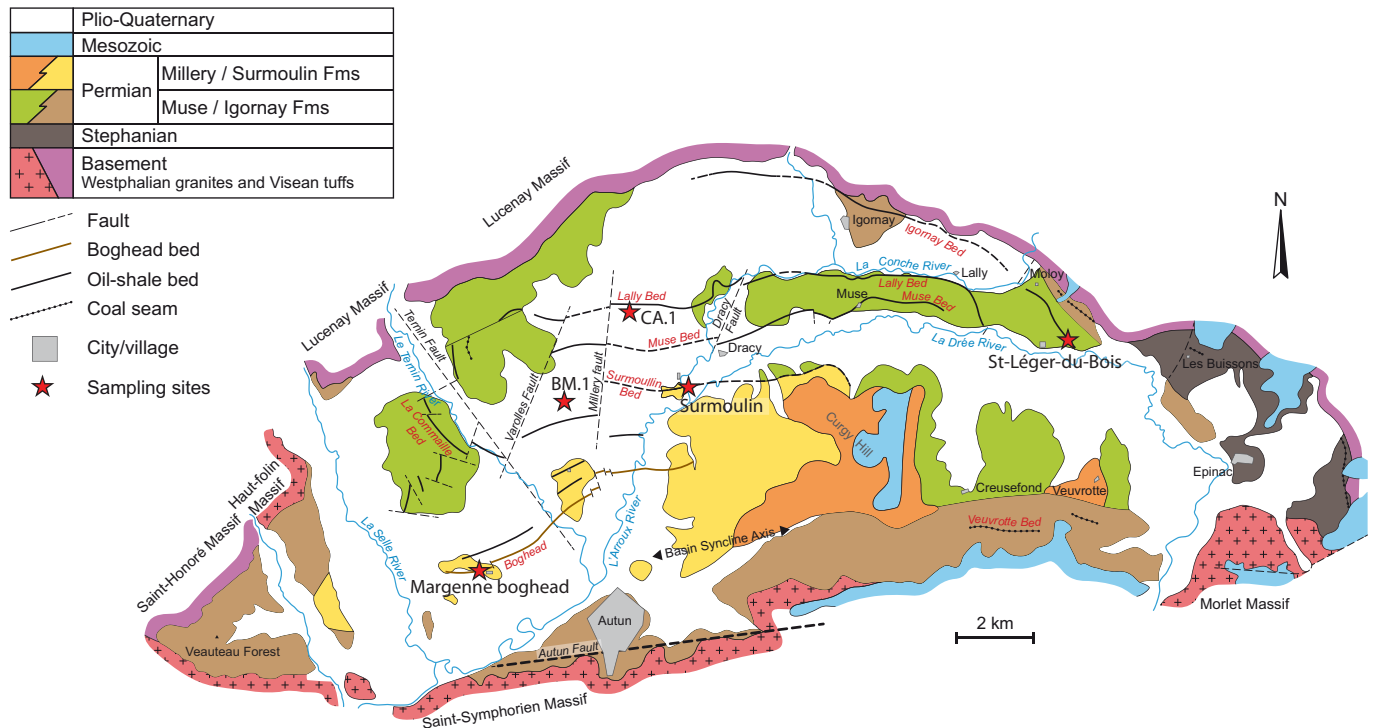 Plio-Quaternary
Mesozoic
Permian
Millery / Surmoulin Fms
Muse / Igornay Fms
Stephanian
Basement
Westphalian granites and Visean tuffs
Fault
Boghead bed
Oil-shale bed
Coal seam
City/village
Sampling sites
N
Lucenay Massif
Igornay
Igornay Bed
La Conche River
Lally
Moloy
Lally Bed
Muse
Muse Bed
Lucenay Massif
Ternin Fault
Le Ternin River
Lally Bed
CA.1
Dracy
Fault
Muse Bed
Dracy
La Drée River
St-Léger-du-Bois
Les Buissons
Varolles Fault
BM.1
Millery fault
Surmoullin
Bed
Surmoulin
Curgy Hill
La Commaille
Bed
Epinac
Creusefond
Veuvrotte
Veuvrotte Bed
Haut-folin
Massif
Saint-Honoré Massif
La Selle River
Boghead
L'Arroux River
Basin Syncline Axis
Margenne boghead
Morlet Massif
2 km
Autun
Autun Fault
Veauteau Forest
Saint-Symphorien Massif